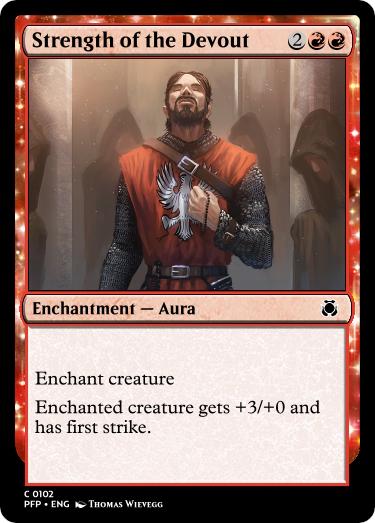 Strength of the Devout 2
Enchantment — Aura
Enchant creature
Enchanted creature gets +3/+0 and
has first strike.
C 0102
PFP • ENG Thomas Wievegg